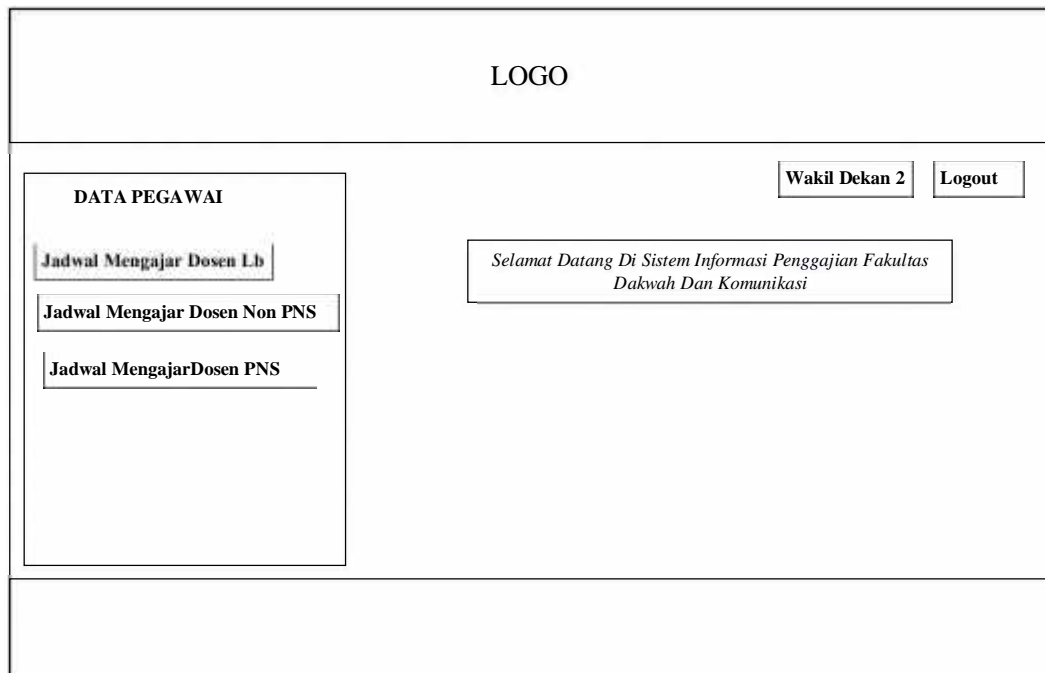 LOGO
Wakil Dekan 2
Logout
DATA PEGAWAI
Jadwal Mengajar Dosen Lb
Jadwal Mengajar Dosen Non PNS
Jadwal MengajarDosen PNS
Selamat Datang Di Sistem Informasi Penggajian Fakultas
Dakwah Dan Komunikasi